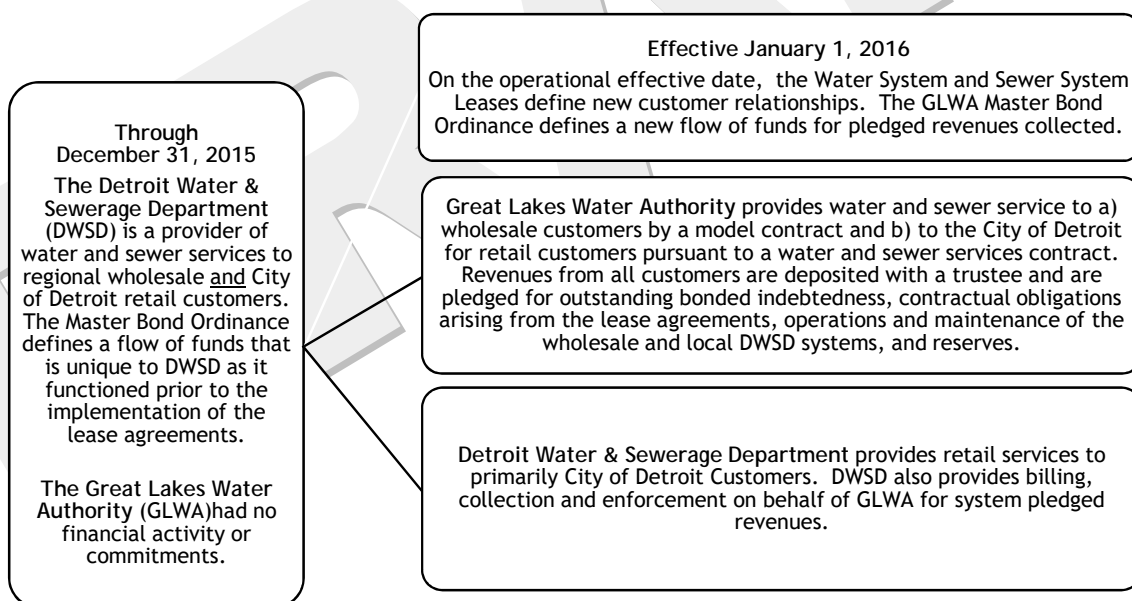 Through
December 31, 2015
The Detroit Water &
Sewerage Department
(DWSD) is a provider of
water and sewer services to
regional wholesale and City
of Detroit retail customers.
The Master Bond Ordinance
defines a flow of funds that
is unique to DWSD as it
functioned prior to the
implementation of the
lease agreements.
The Great Lakes Water
Authority (GLWA)had no
financial activity or
commitments.
Effective January 1, 2016
On the operational effective date, the Water System and Sewer System
Leases define new customer relationships. The GLWA Master Bond
Ordinance defines a new flow of funds for pledged revenues collected.
Great Lakes Water Authority provides water and sewer service to a)
wholesale customers by a model contract and b) to the City of Detroit
for retail customers pursuant to a water and sewer services contract.
Revenues from all customers are deposited with a trustee and are
pledged for outstanding bonded indebtedness, contractual obligations
arising from the lease agreements, operations and maintenance of the
wholesale and local DWSD systems, and reserves.
Detroit Water & Sewerage Department provides retail services to
primarily City of Detroit Customers. DWSD also provides billing,
collection and enforcement on behalf of GLWA for system pledged
revenues.